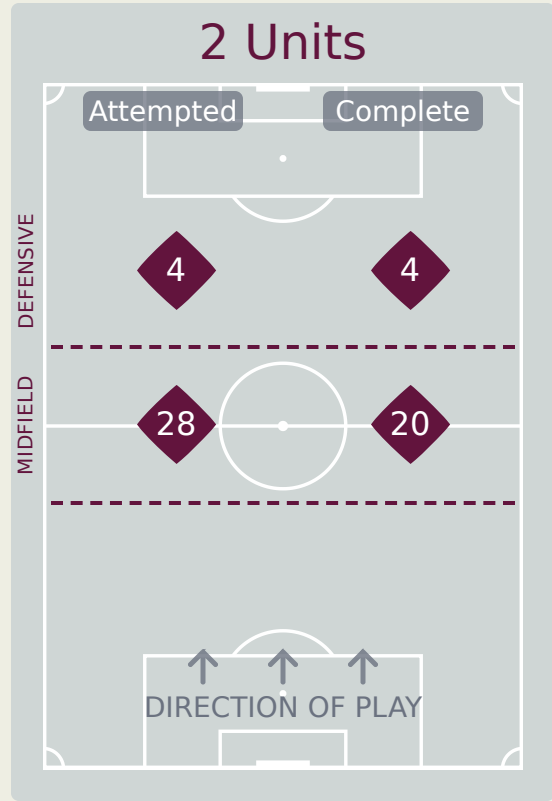 2 Units
Attempted
Complete
DEFENSIVE
4
4
MIDFIELD
28
20
DIRECTION OF PLAY